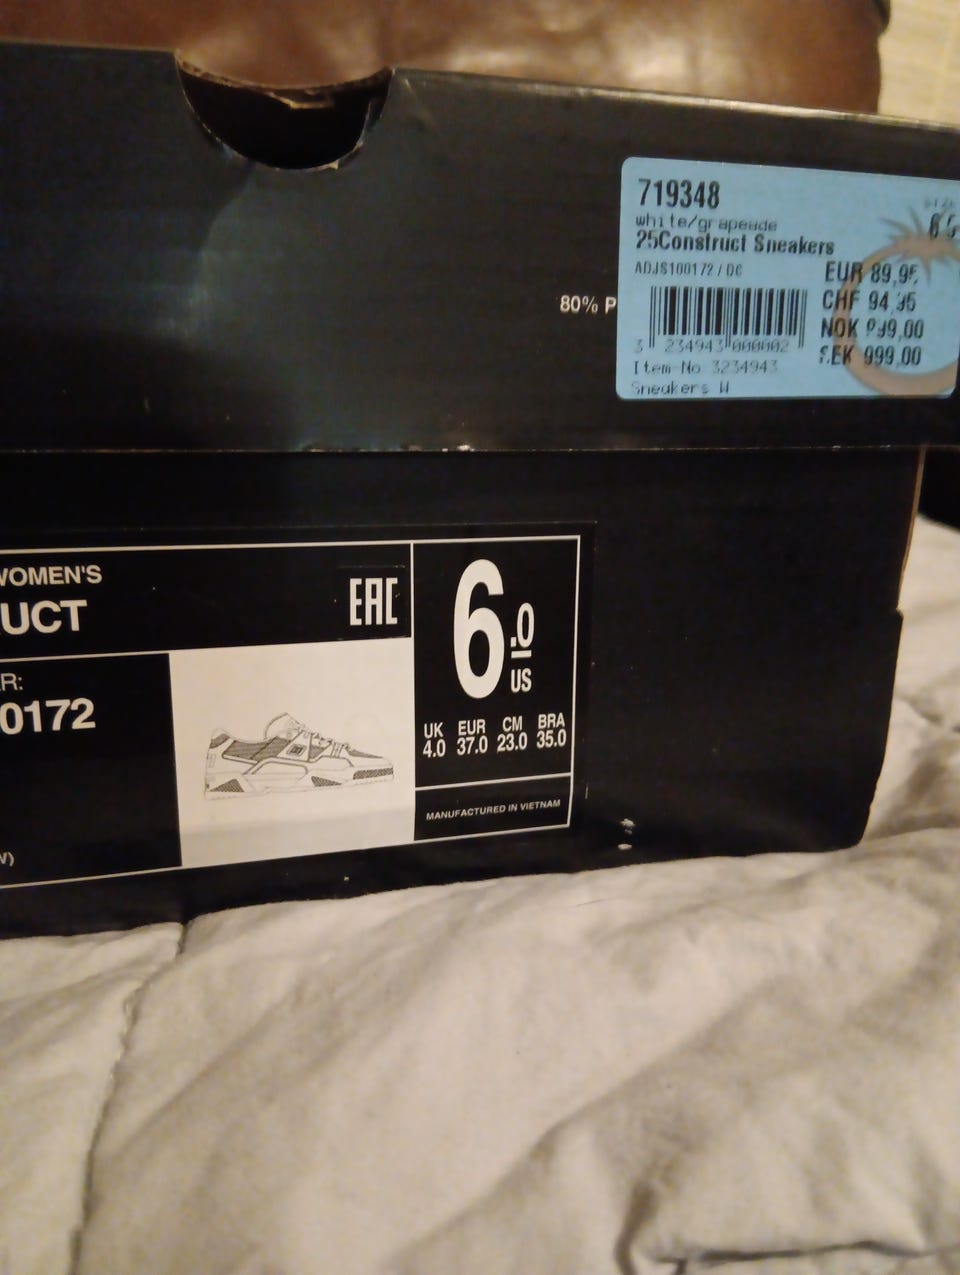 719348
white/grapeade
25Construct Sneakers
ADJS100172/DC
EUR 89,95
CHF 94,95
NOK 999,00
SEK 999,00
80% P
3 234943 000002
Item-No 3234943
Sneakers W
WOMEN'S
UCT
EAC
R:
0172
W)
6.0
US
UK EUR CM BRA
4.0 37.0 23.0 35.0
MANUFACTURED IN VIETNAM